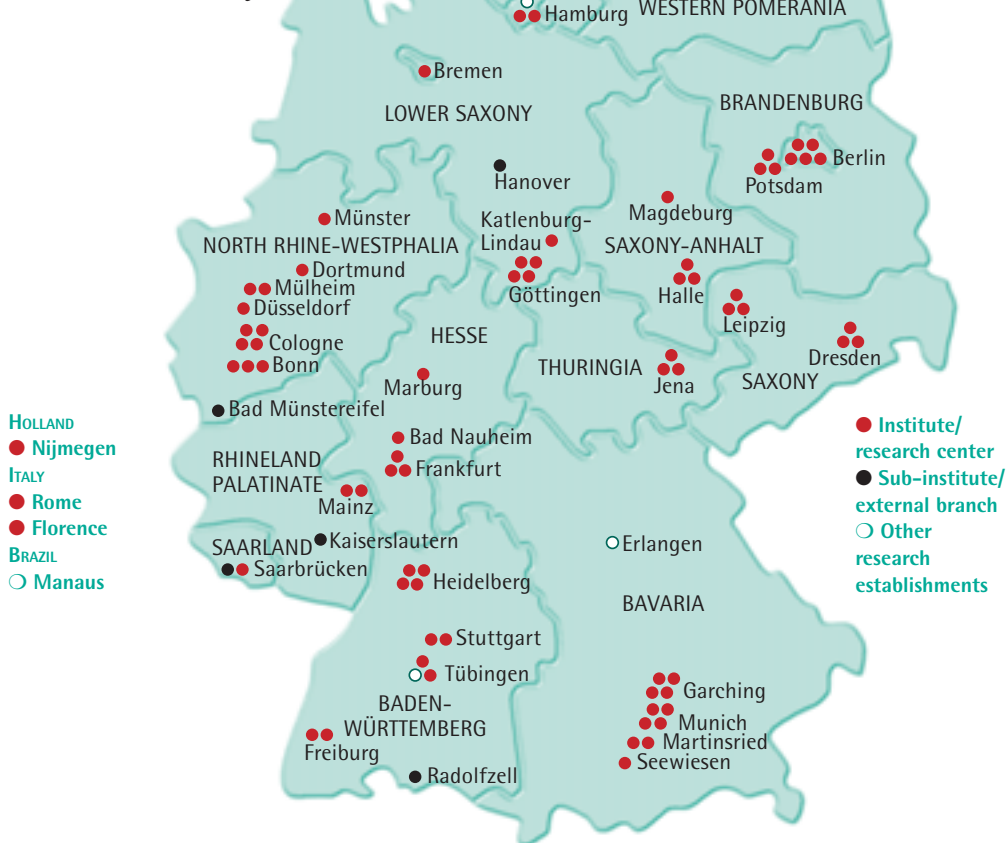 WESTERN POMERANIA
Hamburg
Bremen
LOWER SAXONY
BRANDENBURG
Berlin
Potsdam
Hanover
Magdeburg
Münster
Katlenburg-
Lindau
NORTH RHINE-WESTPHALIA
SAXONY-ANHALT
Dortmund
Mülheim
Göttingen
Halle
Düsseldorf
Leipzig
HESSE
Cologne
Dresden
Bonn
THURINGIA
Jena
SAXONY
Marburg
Bad Münstereifel
HOLLAND
Nijmegen
ITALY
Rome
Florence
BRAZIL
Manaus
Bad Nauheim
RHINELAND
PALATINATE
Frankfurt
Mainz
SAARLAND
Kaiserslautern
Saarbrücken
Erlangen
Heidelberg
BAVARIA
Stuttgart
Tübingen
BADEN-
WÜRTTEMBERG
Garching
Munich
Martinsried
Freiburg
Seewiesen
Radolfzell
Institute/
research center
Sub-institute/
external branch
Other
research
establishments